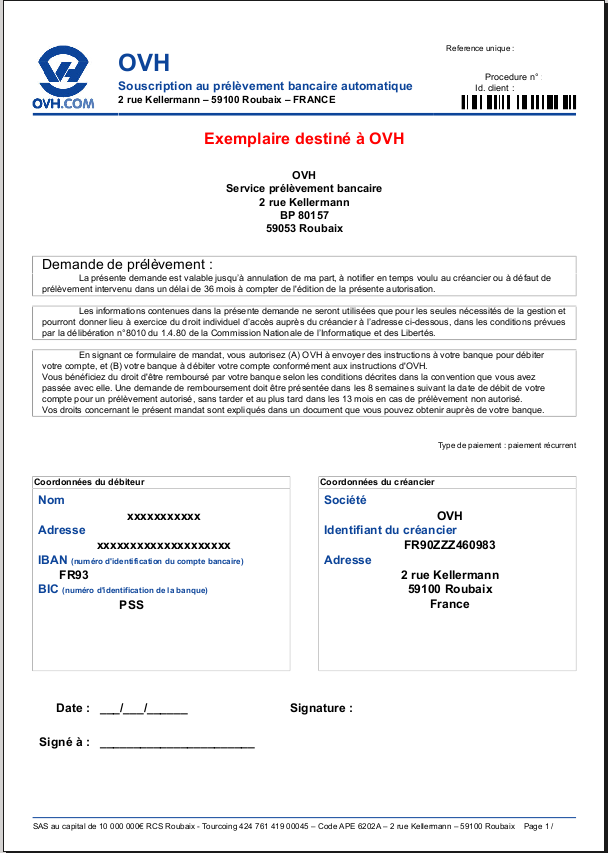 Reference unique :
OVH
Procedure n°
Souscription au prélèvement bancaire automatique
Id. client :
2 rue Kellermann – 59100 Roubaix – FRANCE
OVH.COM
Exemplaire destiné à OVH
OVH
Service prélèvement bancaire
2 rue Kellermann
BP 80157
59053 Roubaix
Demande de prélèvement :
La présente demande est valable jusqu'à annulation de ma part, à notifier en temps voulu au créancier ou à défaut de
prélèvement intervenu dans un délai de 36 mois à compter de l'édition de la présente autorisation.
Les informations contenues dans la présente demande ne seront utilisées que pour les seules nécessités de la gestion et
pourront donner lieu à exercice du droit individuel d'accès auprès du créancier à l'adresse ci-dessous, dans les conditions prévues
par la délibération n°8010 du 1.4.80 de la Commission Nationale de l'Informatique et des Libertés.
En signant ce formulaire de mandat, vous autorisez (A) OVH à envoyer des instructions à votre banque pour débiter
votre compte, et (B) votre banque à débiter votre compte conformément aux instructions d'OVH.
Vous bénéficiez du droit d'être remboursé par votre banque selon les conditions décrites dans la convention que vous avez
passée avec elle. Une demande de remboursement doit être présentée dans les 8 semaines suivant la date de débit de votre
compte pour un prélèvement autorisé, sans tarder et au plus tard dans les 13 mois en cas de prélèvement non autorisé.
Vos droits concernant le présent mandat sont expliqués dans un document que vous pouvez obtenir auprès de votre banque.
Type de paiement : paiement récurrent
Coordonnées du débiteur
Nom
xxxxxxxxxxx
Adresse
xxxxxxxxxxxxxxxxxxxx
IBAN (numéro d'identification du compte bancaire)
FR93
BIC (numéro d'identification de la banque)
PSS
Coordonnées du créancier
Société
OVH
Identifiant du créancier
FR90ZZZ460983
Adresse
2 rue Kellermann
59100 Roubaix
France
Date : ___/___/______
Signature :
Signé à : _______________________
SAS au capital de 10 000 000€ RCS Roubaix - Tourcoing 424 761 419 00045 – Code APE 6202A – 2 rue Kellermann – 59100 Roubaix Page 1 /